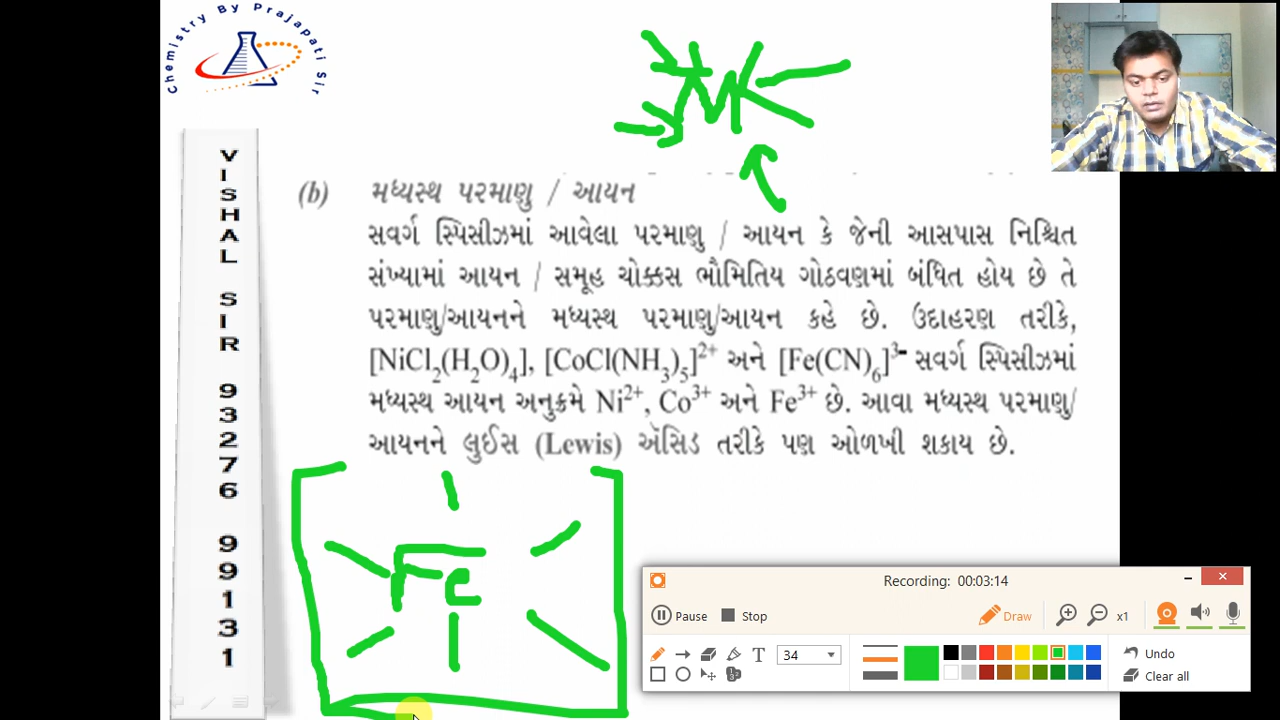 Chemistry By Prajapati Sir
VISHAL SIR 93276 99131
(b) મધ્યસ્થ પરમાણુ / આયન
સવર્ગ સ્પિસીઝમાં આવેલા પરમાણુ / આયન કે જેની આસપાસ નિશ્ચિત
સંખ્યામાં આયન / સમૂહ ચોક્કસ ભૌમિતિય ગોઠવણમાં બંધિત હોય છે તે
પરમાણુ/આયનને મધ્યસ્થ પરમાણુ/આયન કહે છે. ઉદાહરણ તરીકે,
[NiCl₂(H₂O)₄], [CoCl(NH₃)₅]²⁺ અને [Fe(CN)₆]³⁻ સવર્ગ સ્પિસીઝમાં
મધ્યસ્થ આયન અનુક્રમે Ni²⁺, Co³⁺ અને Fe³⁺ છે. આવા મધ્યસ્થ પરમાણુ/
આયનને લુઈસ (Lewis) ઍસિડ તરીકે પણ ઓળખી શકાય છે.
Fe
Recording: 00:03:14
Pause Stop Draw x1
T 34 Undo
Clear all